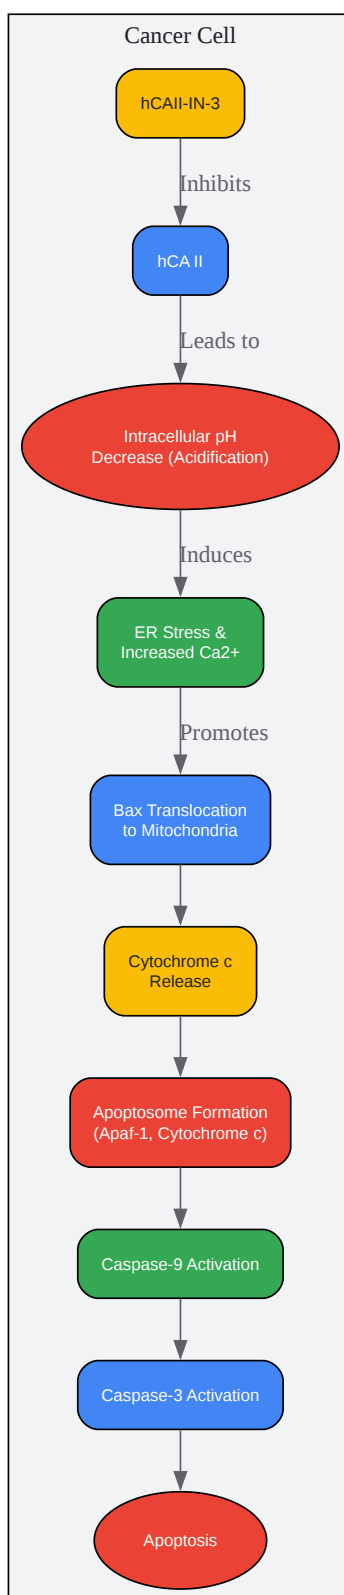 Cancer Cell
hCAII-IN-3
Inhibits
hCA II
Leads to
Intracellular pH
Decrease (Acidification)
Induces
ER Stress &
Increased Ca2+
Promotes
Bax Translocation
to Mitochondria
Cytochrome c
Release
Apoptosome Formation
(Apaf-1, Cytochrome c)
Caspase-9 Activation
Caspase-3 Activation
Apoptosis